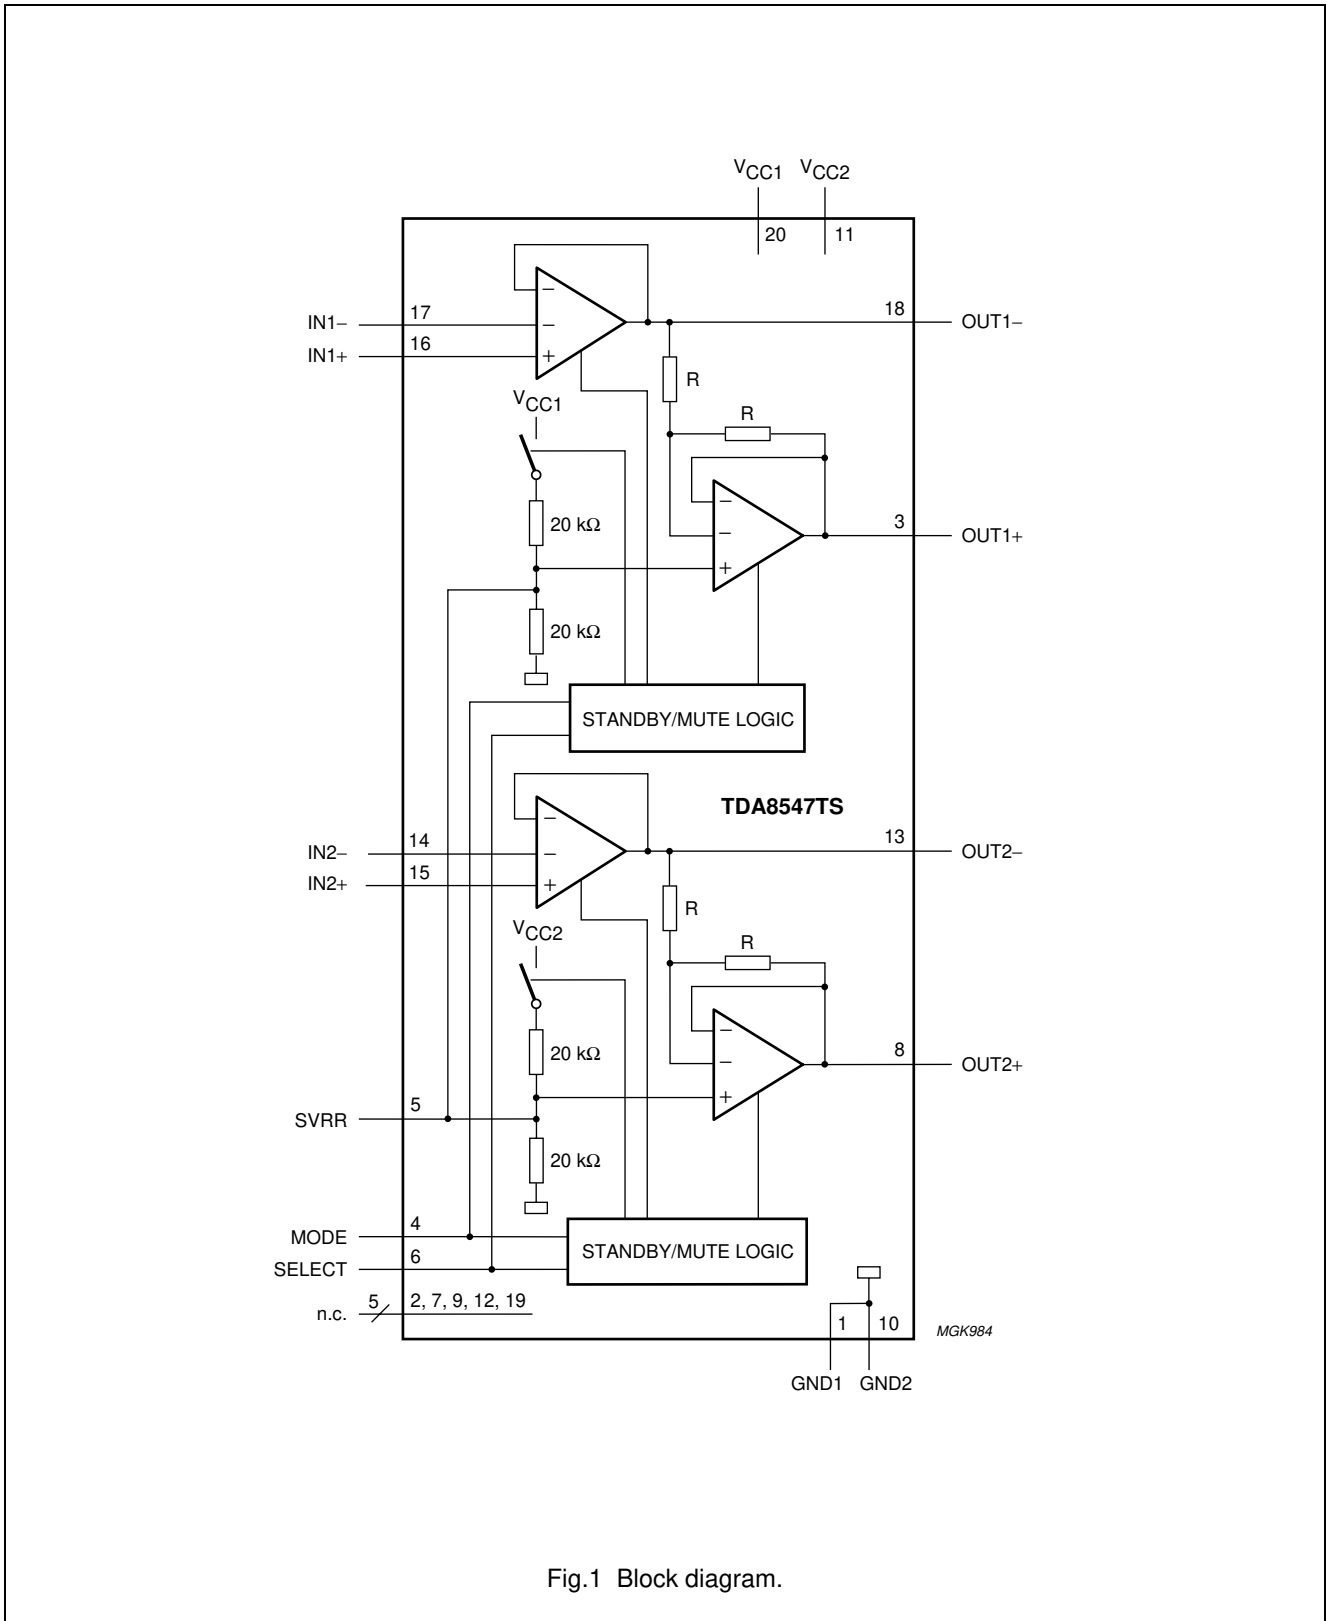 VCC1 VCC2
20 11
IN1− 17 18 OUT1−
IN1+ 16
−
−
+
R
VCC1
R
20 kΩ
−
−
+
3 OUT1+
20 kΩ
STANDBY/MUTE LOGIC
TDA8547TS
IN2− 14 13 OUT2−
IN2+ 15
−
−
+
R
VCC2
R
20 kΩ
−
−
+
8 OUT2+
SVRR 5
20 kΩ
MODE 4
STANDBY/MUTE LOGIC
SELECT 6
n.c. 5 2, 7, 9, 12, 19
1 10 MGK984
GND1 GND2
Fig.1 Block diagram.